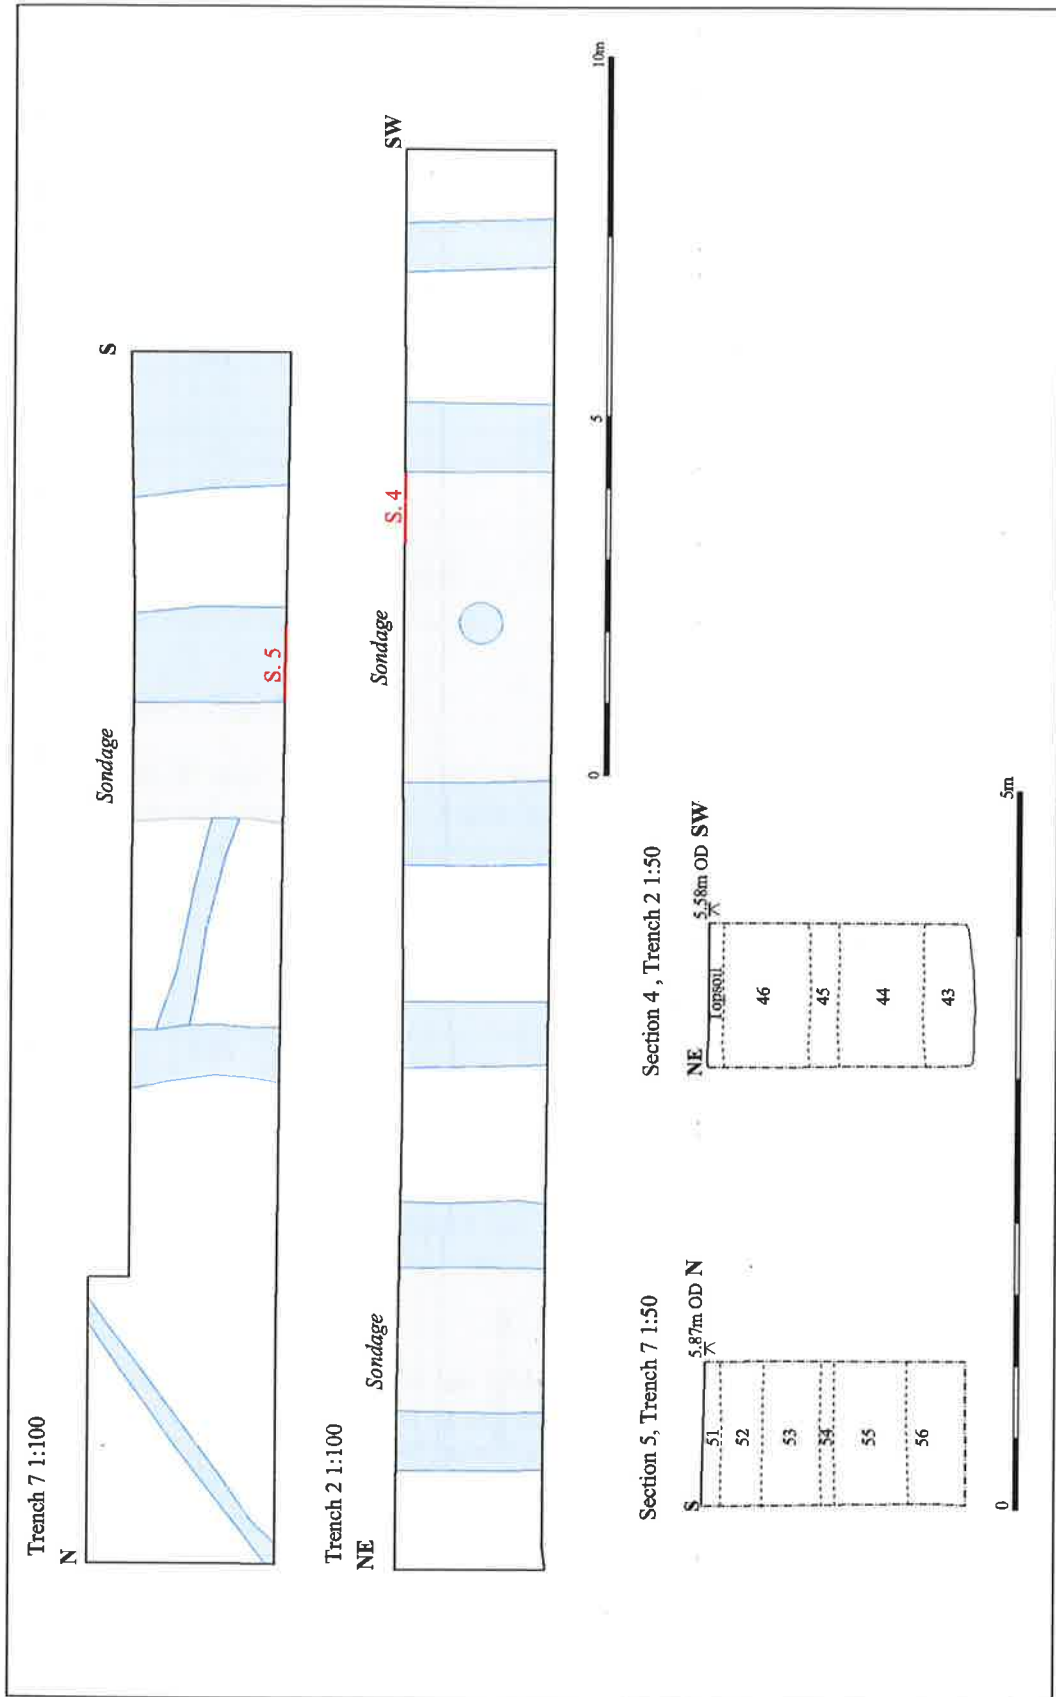 Trench 7 1:100
N
S
Sondage
S. 5
Trench 2 1:100
NE
SW
Sondage
Sondage
S. 4
0
5
10m
Section 5, Trench 7 1:50
S
5.87m OD N
51
52
53
54
55
56
Section 4 , Trench 2 1:50
NE
5.58m OD SW
Topsoil
46
45
44
43
0
5m